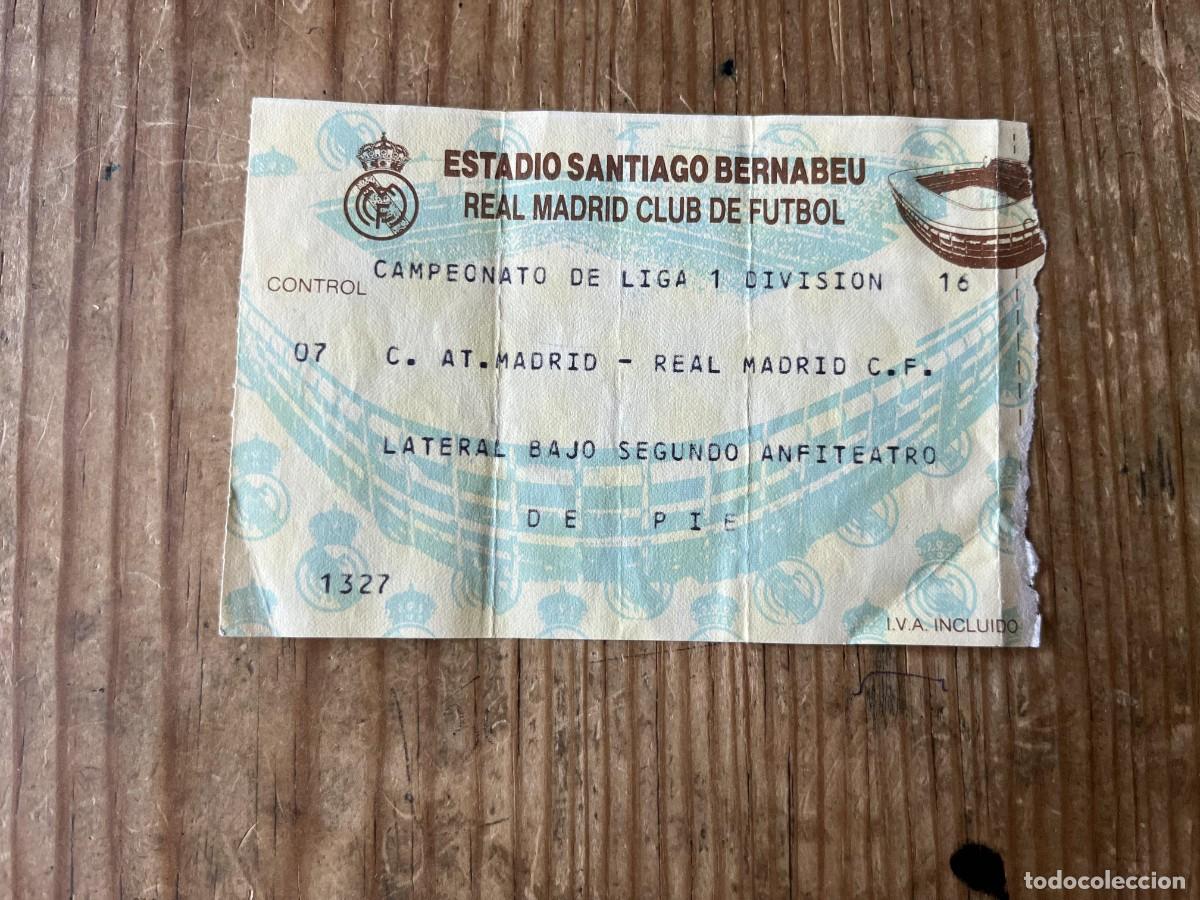 ESTADIO SANTIAGO BERNABEU
REAL MADRID CLUB DE FUTBOL
CONTROL CAMPEONATO DE LIGA 1 DIVISION 16
07 C. AT.MADRID - REAL MADRID C.F.
LATERAL BAJO SEGUNDO ANFITEATRO
DE PIE
1327
I.V.A. INCLUIDO
todocoleccion